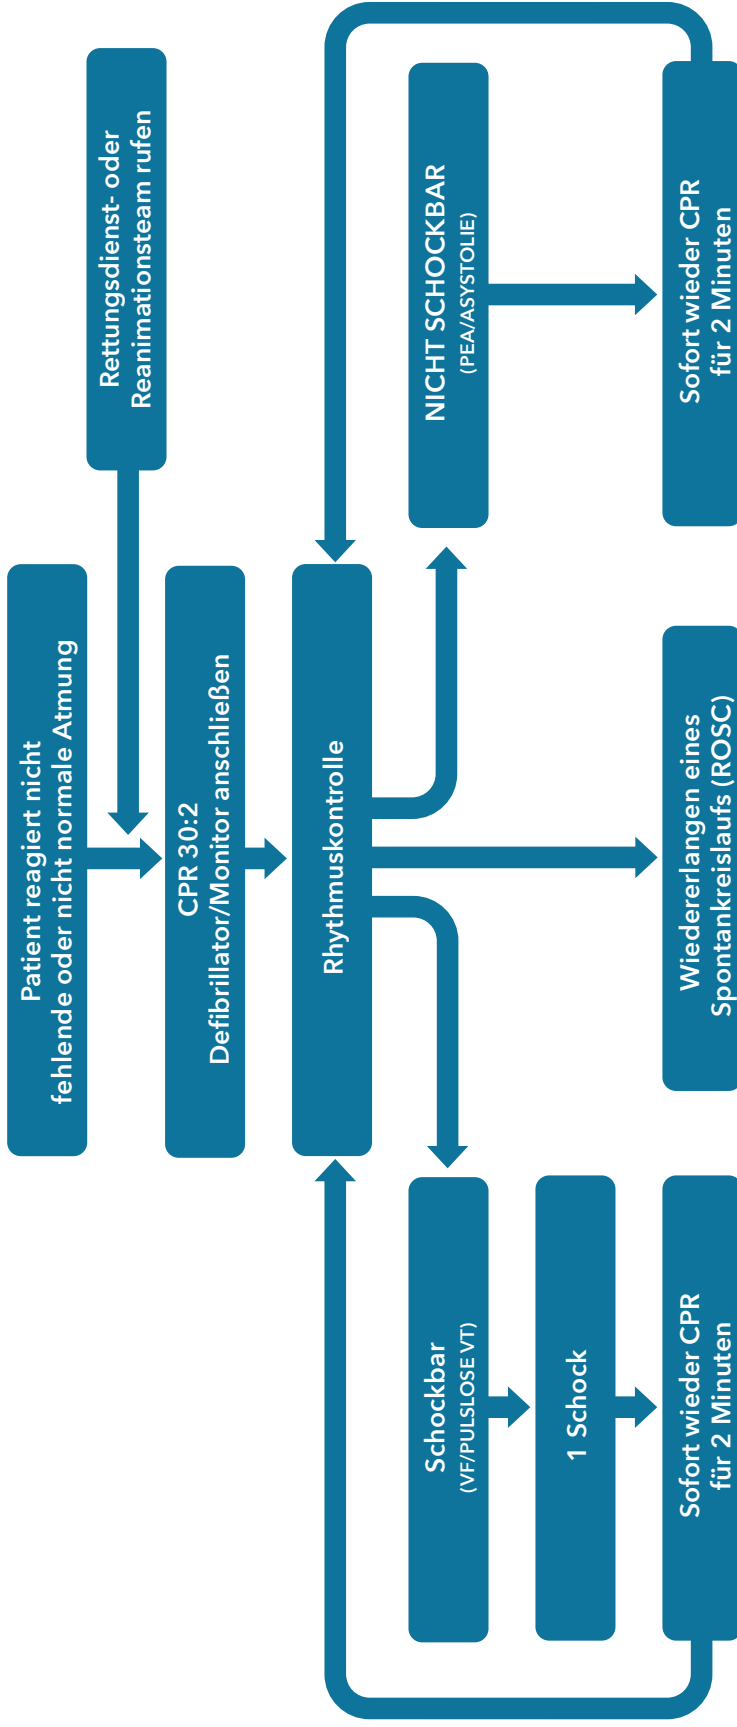 Patient reagiert nicht
fehlende oder nicht normale Atmung
Rettungsdienst- oder
Reanimationsteam rufen
CPR 30:2
Defibrillator/Monitor anschließen
Rhythmuskontrolle
Schockbar
(VF/PULSLOSE VT)
NICHT SCHOCKBAR
(PEA/ASYSTOLIE)
1 Schock
Sofort wieder CPR
für 2 Minuten
Wiedererlangen eines
Spontankreislaufs (ROSC)
Sofort wieder CPR
für 2 Minuten